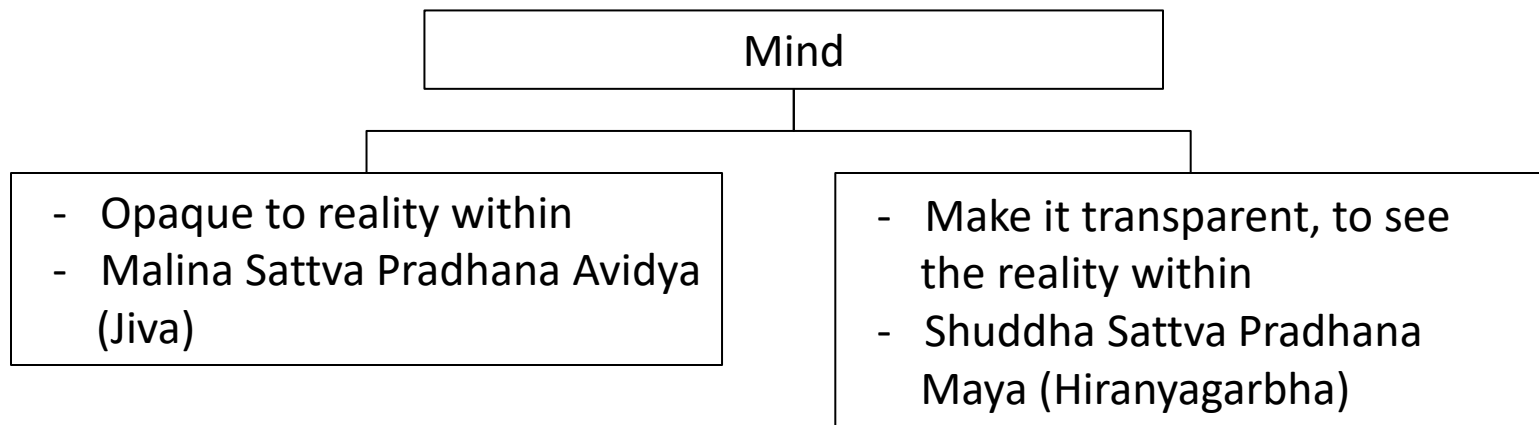 Mind
- Opaque to reality within
- Malina Sattva Pradhana Avidya
(Jiva)
- Make it transparent, to see
the reality within
- Shuddha Sattva Pradhana
Maya (Hiranyagarbha)